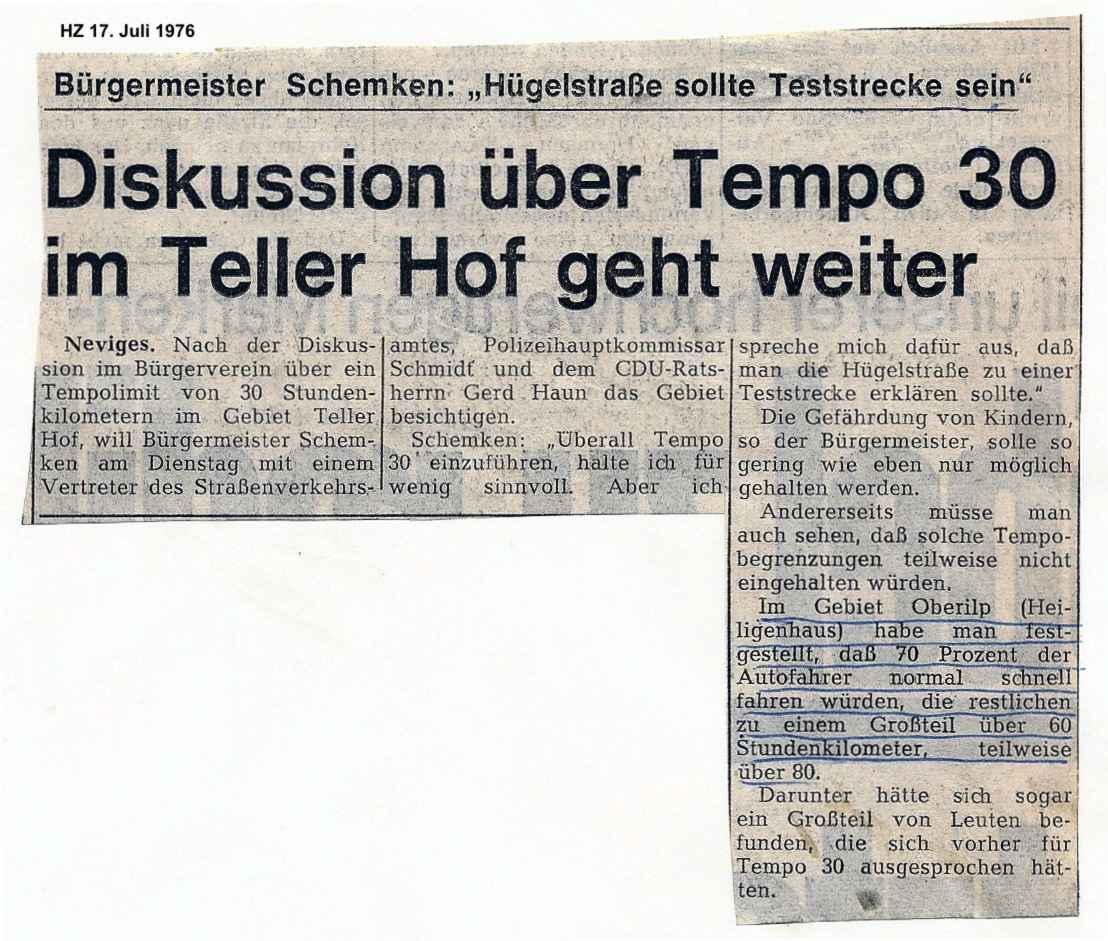 HZ 17. Juli 1976
Bürgermeister Schemken: „Hügelstraße sollte Teststrecke sein“
Diskussion über Tempo 30
im Teller Hof geht weiter
Neviges. Nach der Diskus-
sion im Bürgerverein über ein
Tempolimit von 30 Stunden-
kilometern im Gebiet Teller
Hof, will Bürgermeister Schem-
ken am Dienstag mit einem
Vertreter des Straßenverkehrs-
amtes, Polizeihauptkommissar
Schmidt und dem CDU-Rats-
herrn Gerd Haun das Gebiet
besichtigen.
Schemken: „Überall Tempo
30 einzuführen, halte ich für
wenig sinnvoll. Aber ich
spreche mich dafür aus, daß
man die Hügelstraße zu einer
Teststrecke erklären sollte.“
Die Gefährdung von Kindern,
so der Bürgermeister, solle so
gering wie eben nur möglich
gehalten werden.
Andererseits müsse man
auch sehen, daß solche Tempo-
begrenzungen teilweise nicht
eingehalten würden.
Im Gebiet Oberilp (Hei-
ligenhaus) habe man fest-
gestellt, daß 70 Prozent der
Autofahrer normal schnell
fahren würden, die restlichen
zu einem Großteil über 60
Stundenkilometer, teilweise
über 80.
Darunter hätte sich sogar
ein Großteil von Leuten be-
funden, die sich vorher für
Tempo 30 ausgesprochen hät-
ten.